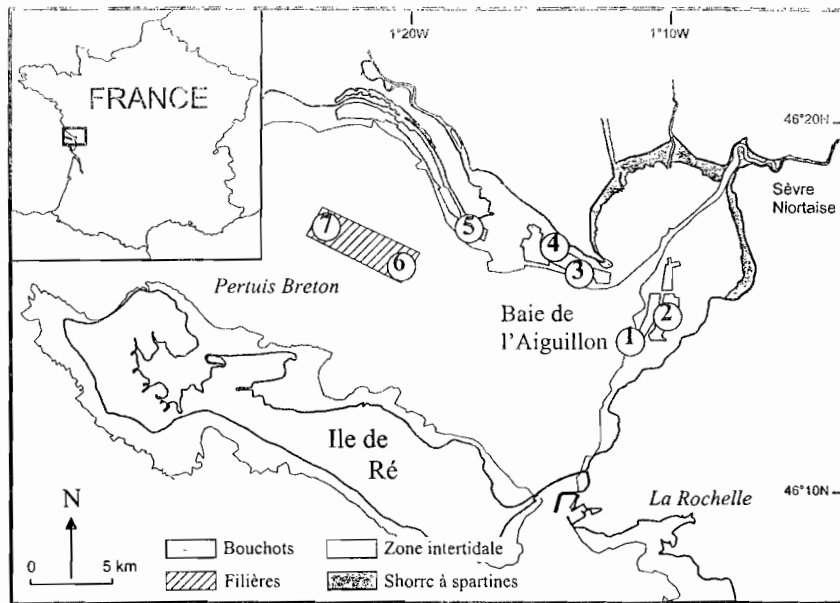 1°20W
1°10W
FRANCE
46°20N
Sèvre
Niortaise
7
5
4
6
3
Pertuis Breton
Baie de
l'Aiguillon
2
1
Ile de
Ré
46°10N
La Rochelle
N
0 5 km
Bouchots
Zone intertidale
Filières
Shorre à spartines